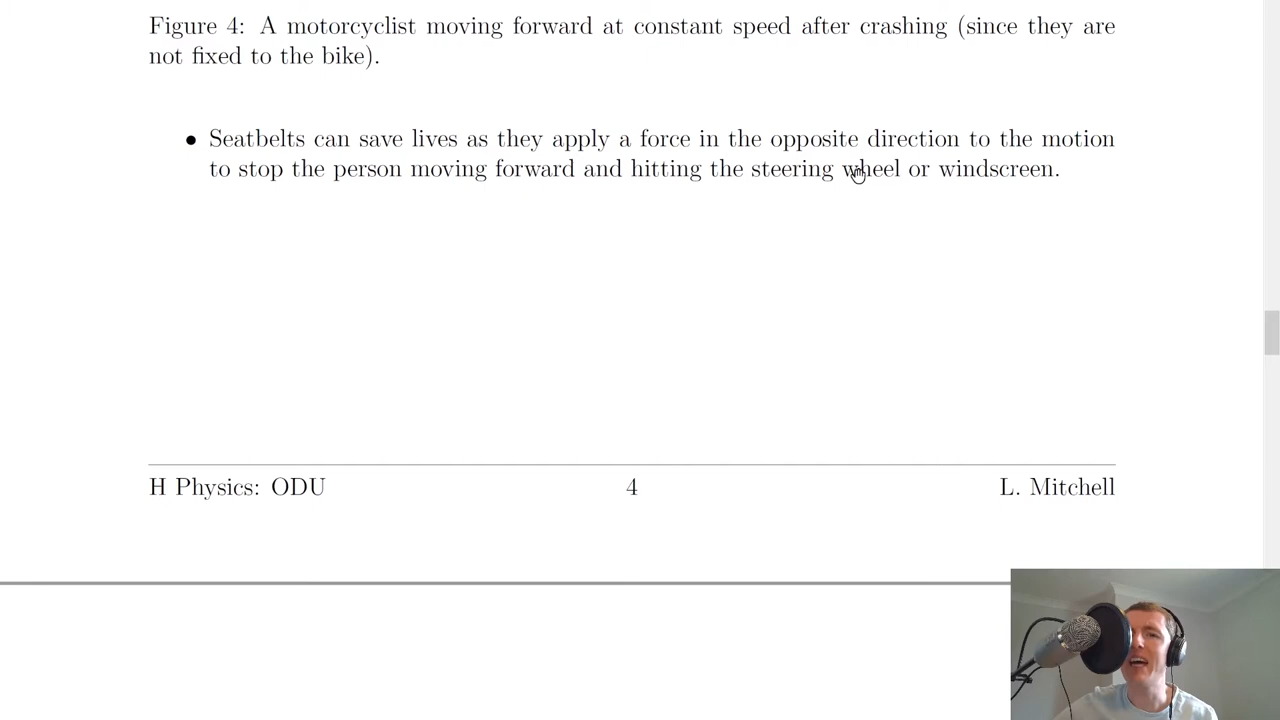 Figure 4: A motorcyclist moving forward at constant speed after crashing (since they are
not fixed to the bike).
• Seatbelts can save lives as they apply a force in the opposite direction to the motion
to stop the person moving forward and hitting the steering wheel or windscreen.
H Physics: ODU 4 L. Mitchell